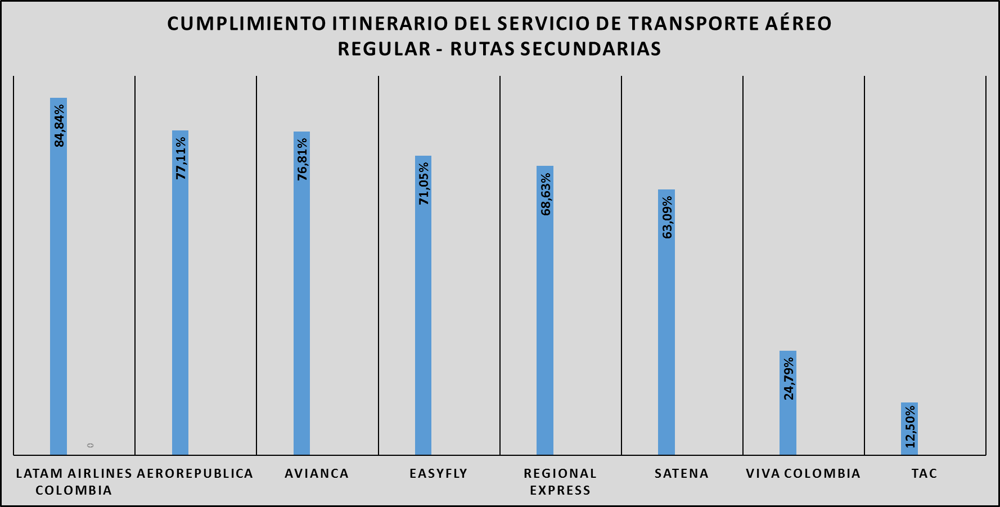 CUMPLIMIENTO ITINERARIO DEL SERVICIO DE TRANSPORTE AÉREO
REGULAR - RUTAS SECUNDARIAS
84,84%
77,11%
76,81%
71,05%
68,63%
63,09%
24,79%
12,50%
0
LATAM AIRLINES COLOMBIA
AEROREPUBLICA
AVIANCA
EASYFLY
REGIONAL EXPRESS
SATENA
VIVA COLOMBIA
TAC